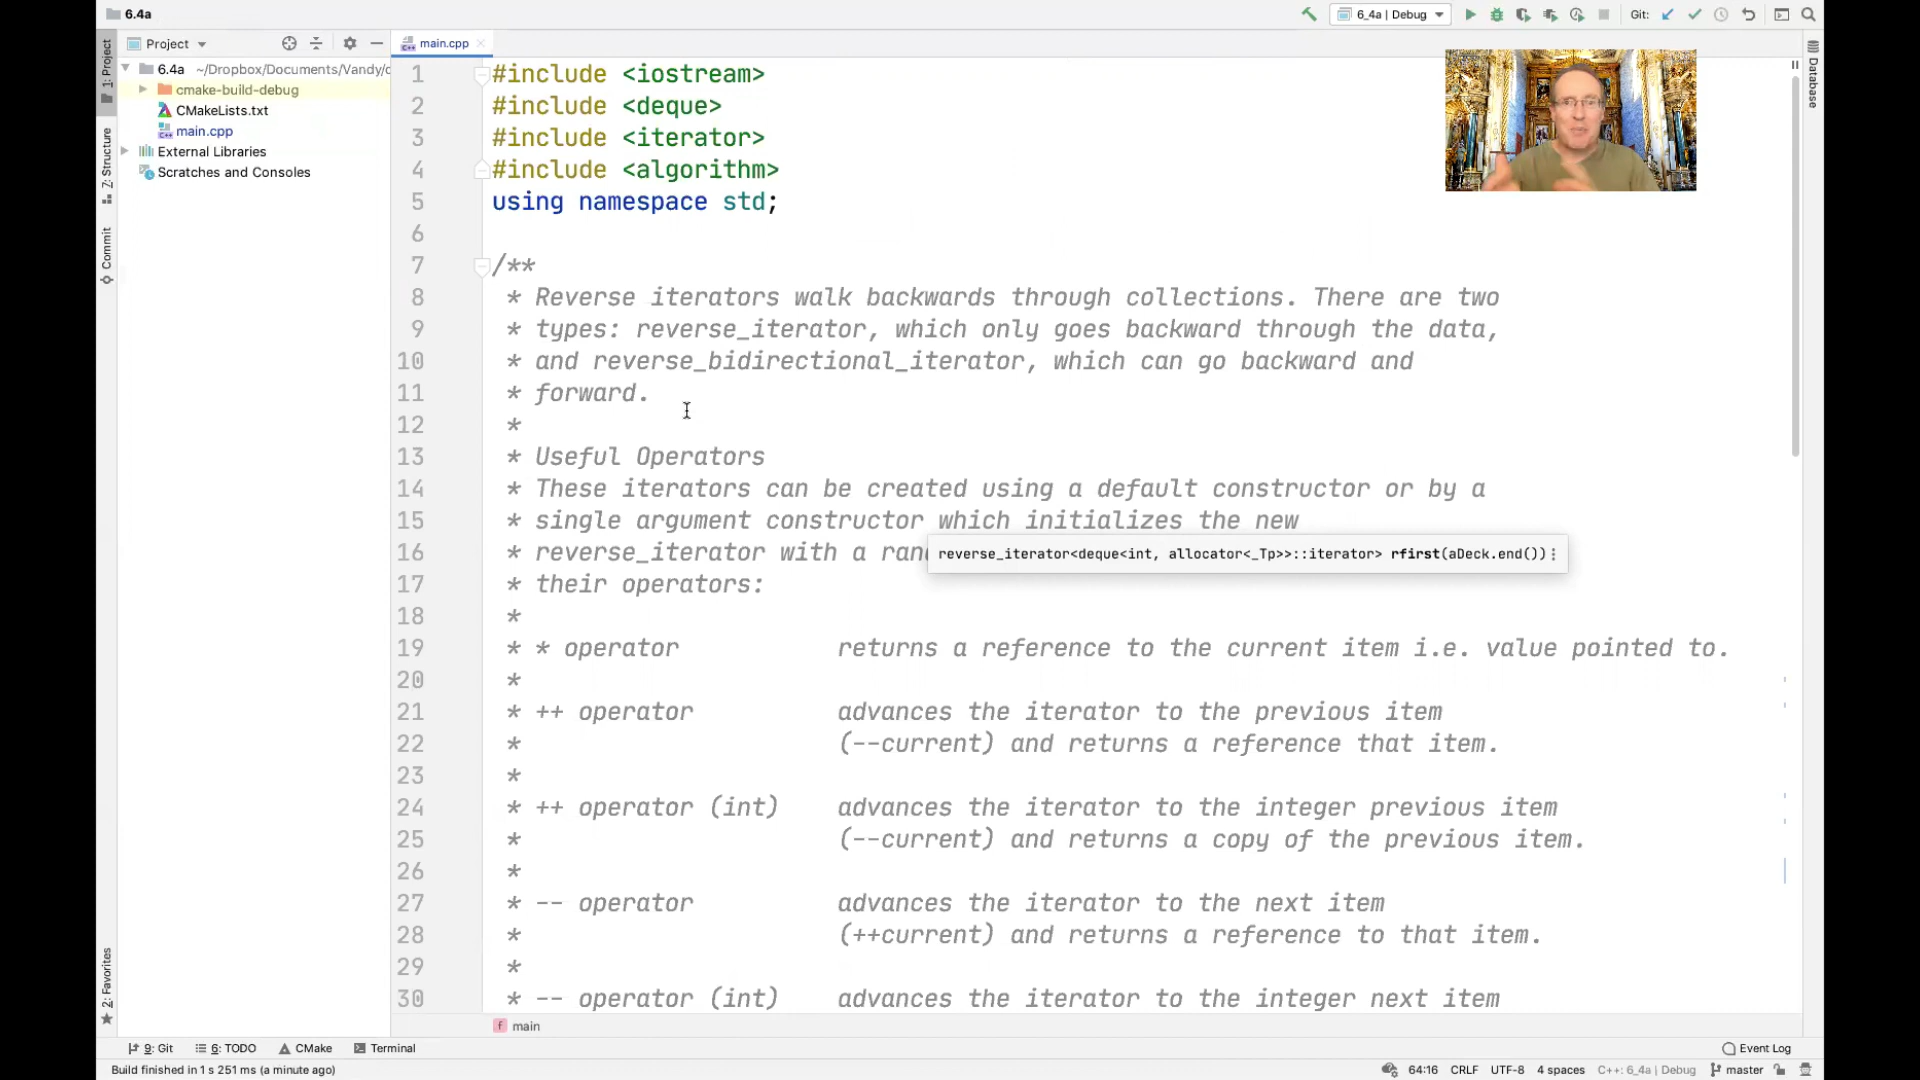 6.4a
6_4a | Debug
Git:
Project
main.cpp
1: Project
6.4a ~/Dropbox/Documents/Vandy/c
cmake-build-debug
CMakeLists.txt
main.cpp
External Libraries
Scratches and Consoles
Z: Structure
Commit
2: Favorites
Database
1 #include <iostream>
2 #include <deque>
3 #include <iterator>
4 #include <algorithm>
5 using namespace std;
6
7 /**
8 * Reverse iterators walk backwards through collections. There are two
9 * types: reverse_iterator, which only goes backward through the data,
10 * and reverse_bidirectional_iterator, which can go backward and
11 * forward.
12 *
13 * Useful Operators
14 * These iterators can be created using a default constructor or by a
15 * single argument constructor which initializes the new
16 * reverse_iterator with a ran
reverse_iterator<deque<int, allocator<_Tp>>::iterator> rfirst(aDeck.end())
17 * their operators:
18 *
19 * * operator returns a reference to the current item i.e. value pointed to.
20 *
21 * ++ operator advances the iterator to the previous item
22 * (--current) and returns a reference that item.
23 *
24 * ++ operator (int) advances the iterator to the integer previous item
25 * (--current) and returns a copy of the previous item.
26 *
27 * -- operator advances the iterator to the next item
28 * (++current) and returns a reference to that item.
29 *
30 * -- operator (int) advances the iterator to the integer next item
f main
9: Git
6: TODO
CMake
Terminal
Event Log
Build finished in 1 s 251 ms (a minute ago)
64:16 CRLF UTF-8 4 spaces C++: 6_4a | Debug master